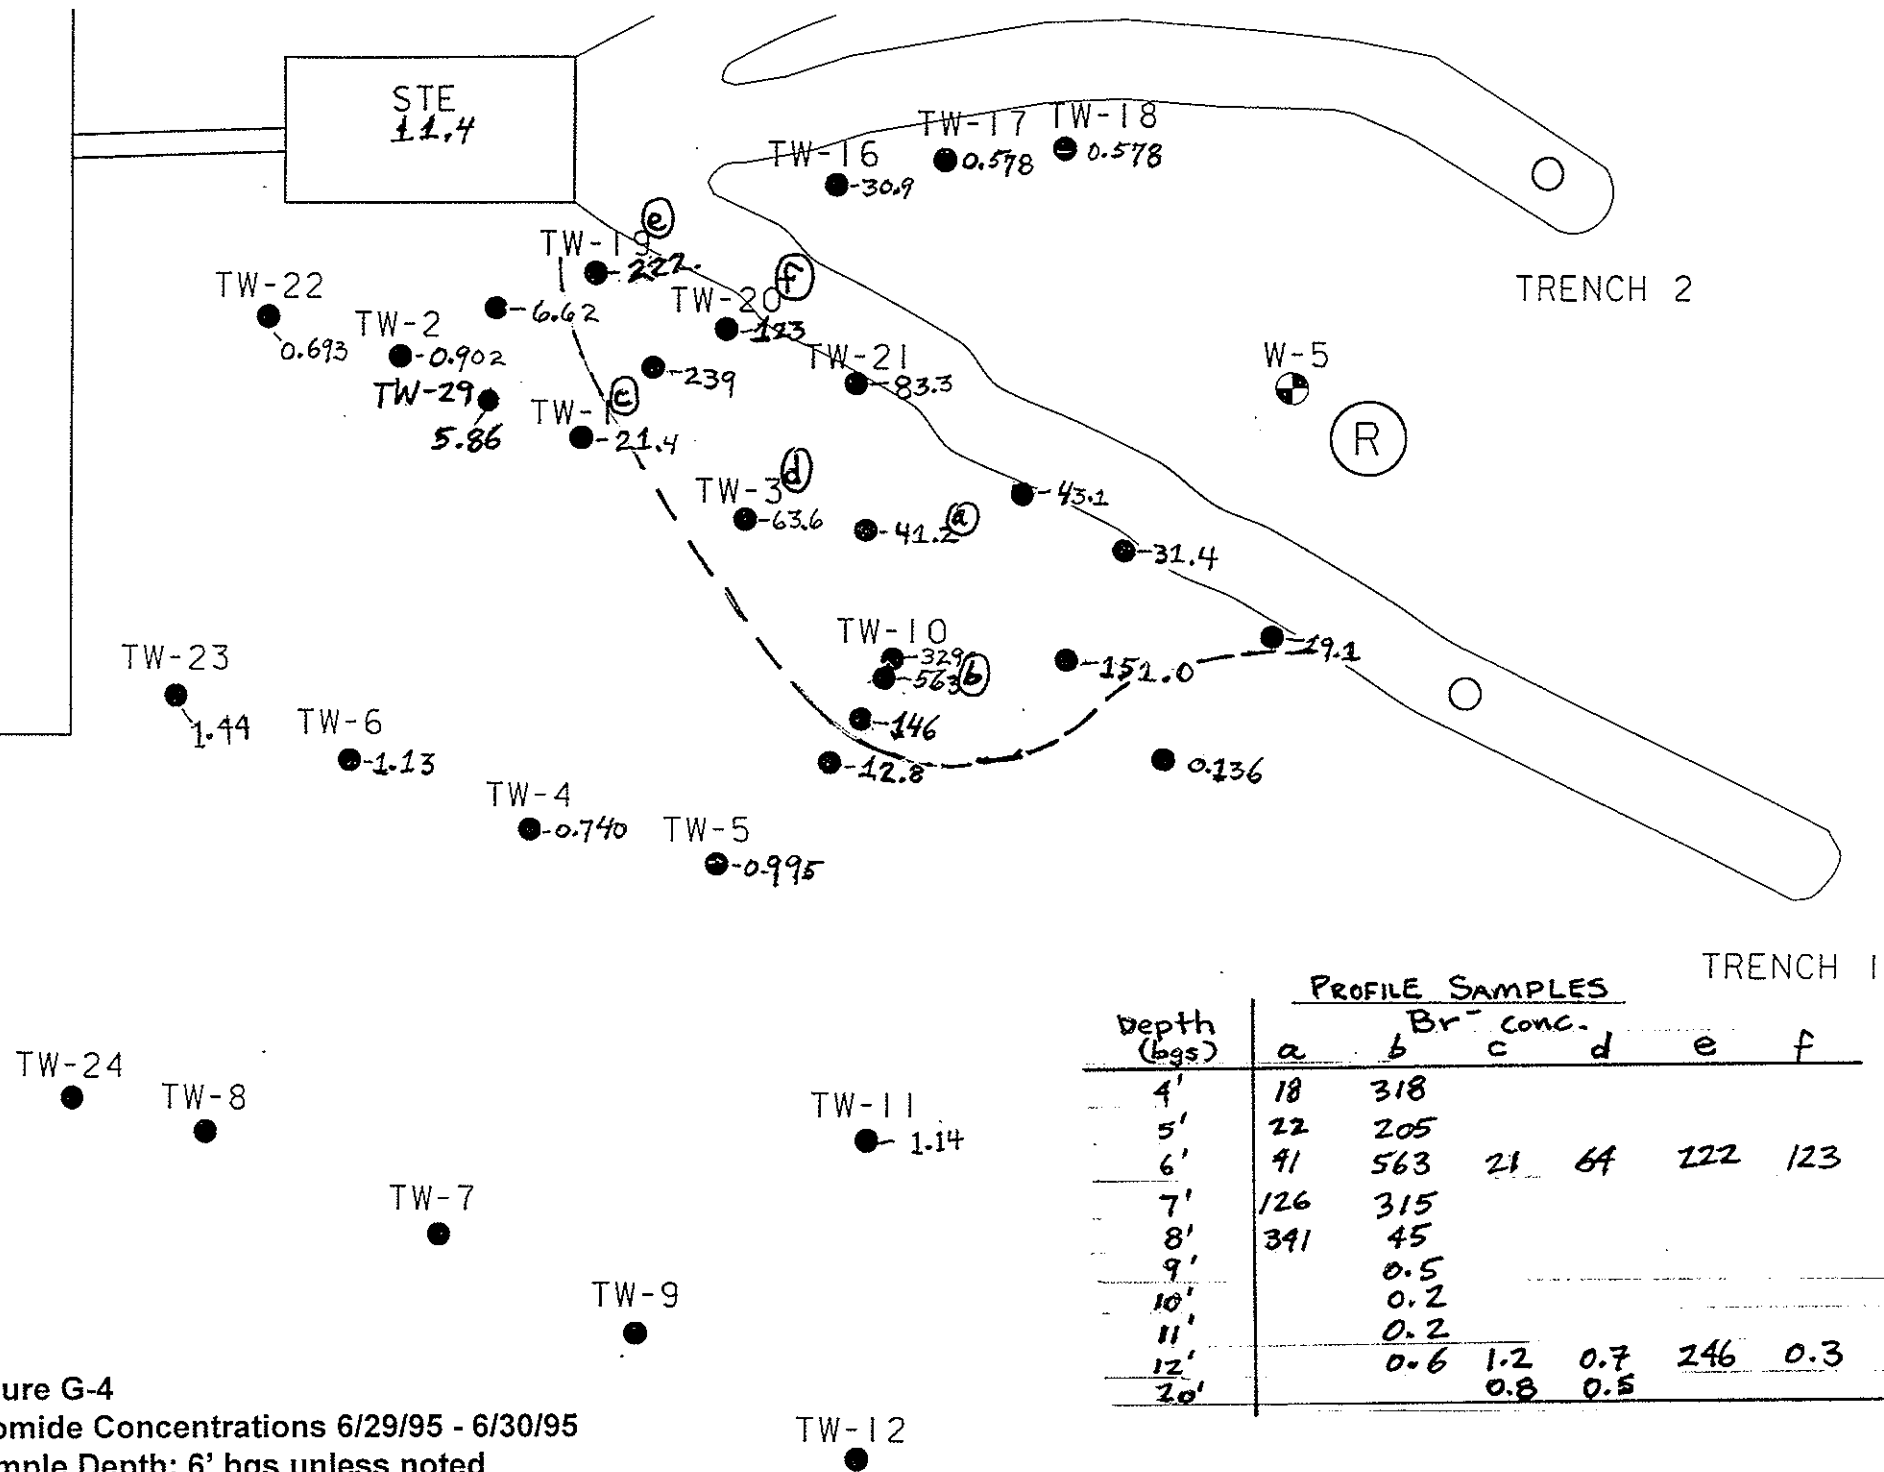 STE
11.4
TW-17
0.578
TW-18
0.578
TW-16
-30.9
e
TW-19
-222.
f
TW-20
-123
TRENCH 2
TW-22
0.693
-6.62
TW-2
-0.902
TW-29
5.86
-239
TW-21
-83.3
W-5
R
c
TW-1
-21.4
d
TW-3
-63.6
-41.2 a
-43.1
-31.4
TW-10
-329
-563 b
-151.0
-19.1
-146
-12.8
0.136
TW-23
1.44
TW-6
-1.13
TW-4
-0.740
TW-5
-0.995
TRENCH 1
TW-24
TW-8
TW-11
- 1.14
TW-7
TW-9
TW-12
PROFILE SAMPLES
Depth (bgs) Br⁻ conc.
a b c d e f
4' 18 318
5' 22 205
6' 41 563 21 64 222 123
7' 126 315
8' 341 45
9' 0.5
10' 0.2
11' 0.2
12' 0.6 1.2 0.7 246 0.3
20' 0.8 0.5
ure G-4
omide Concentrations 6/29/95 - 6/30/95
mple Depth: 6' bgs unless noted